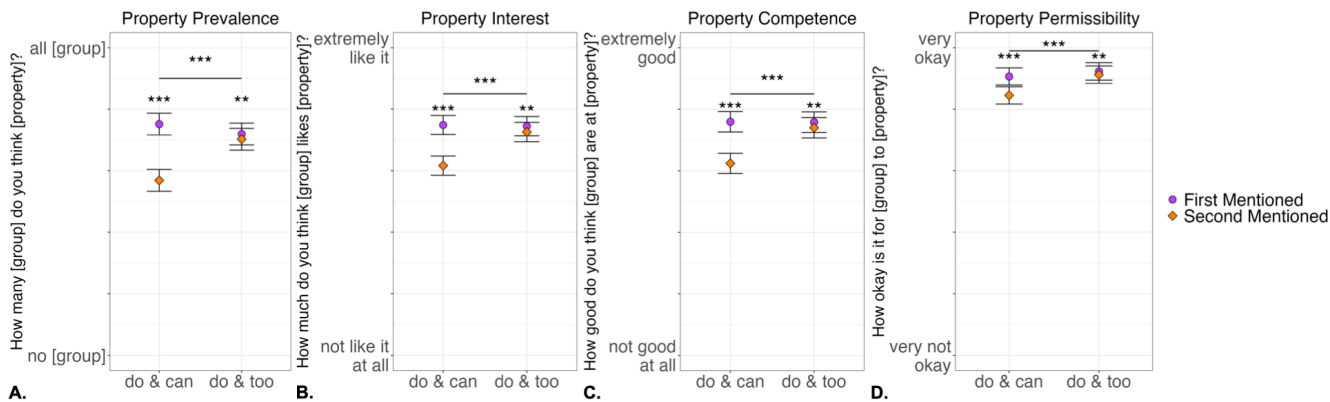 Property Prevalence
How many [group] do you think [property]?
all [group]
no [group]
***
***
**
do & can
do & too
A.
Property Interest
How much do you think [group] likes [property]?
extremely
like it
not like it
at all
***
***
**
do & can
do & too
B.
Property Competence
How good do you think [group] are at [property]?
extremely
good
not good
at all
***
***
**
do & can
do & too
C.
Property Permissibility
How okay is it for [group] to [property]?
very
okay
very not
okay
***
***
**
do & can
do & too
D.
First Mentioned
Second Mentioned